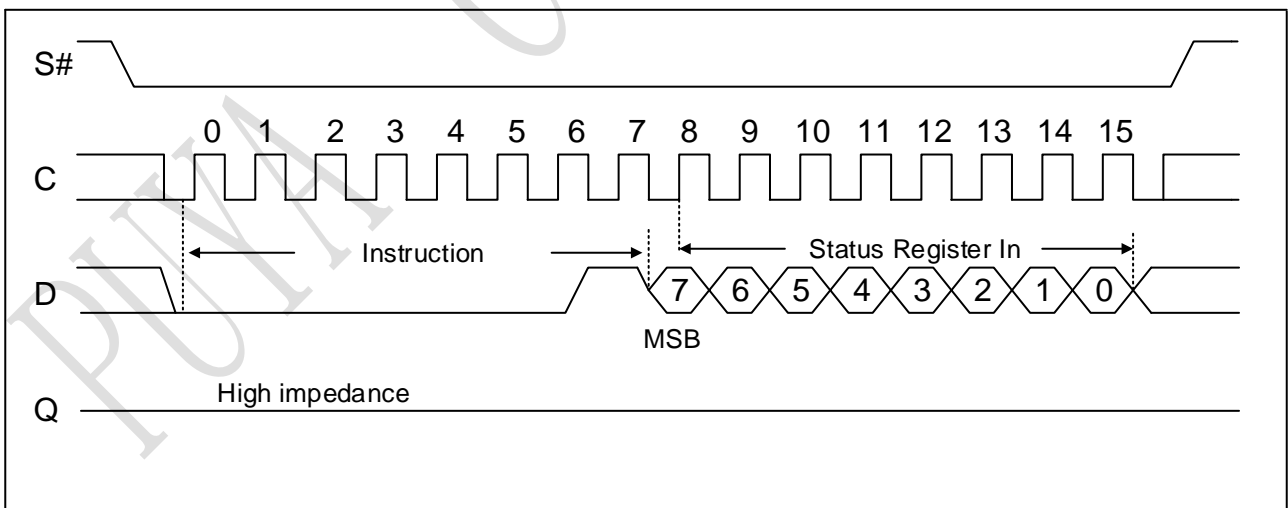 S#
0 1 2 3 4 5 6 7 8 9 10 11 12 13 14 15
C
Instruction Status Register In
D 7 6 5 4 3 2 1 0
MSB
High impedance
Q
PUYA